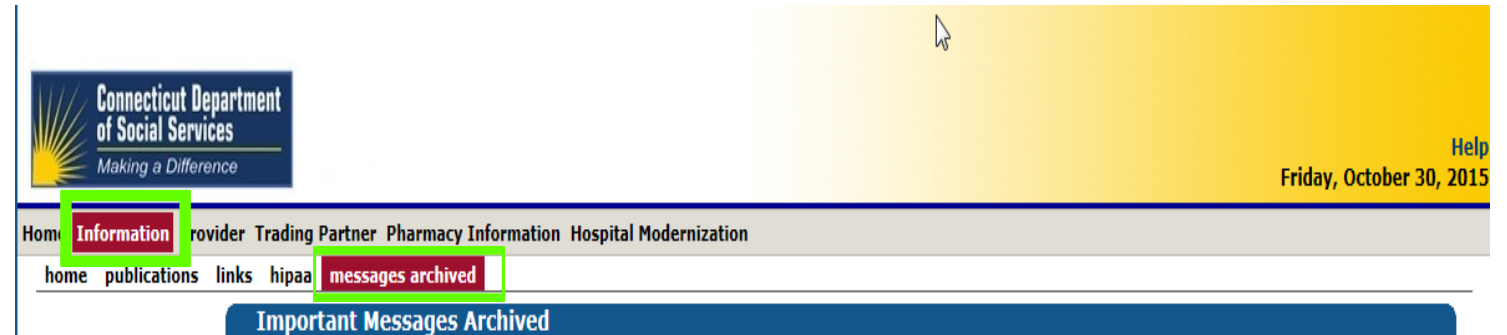 Connecticut Department
of Social Services
Making a Difference
Help
Friday, October 30, 2015
Home Information Provider Trading Partner Pharmacy Information Hospital Modernization
home publications links hipaa messages archived
Important Messages Archived